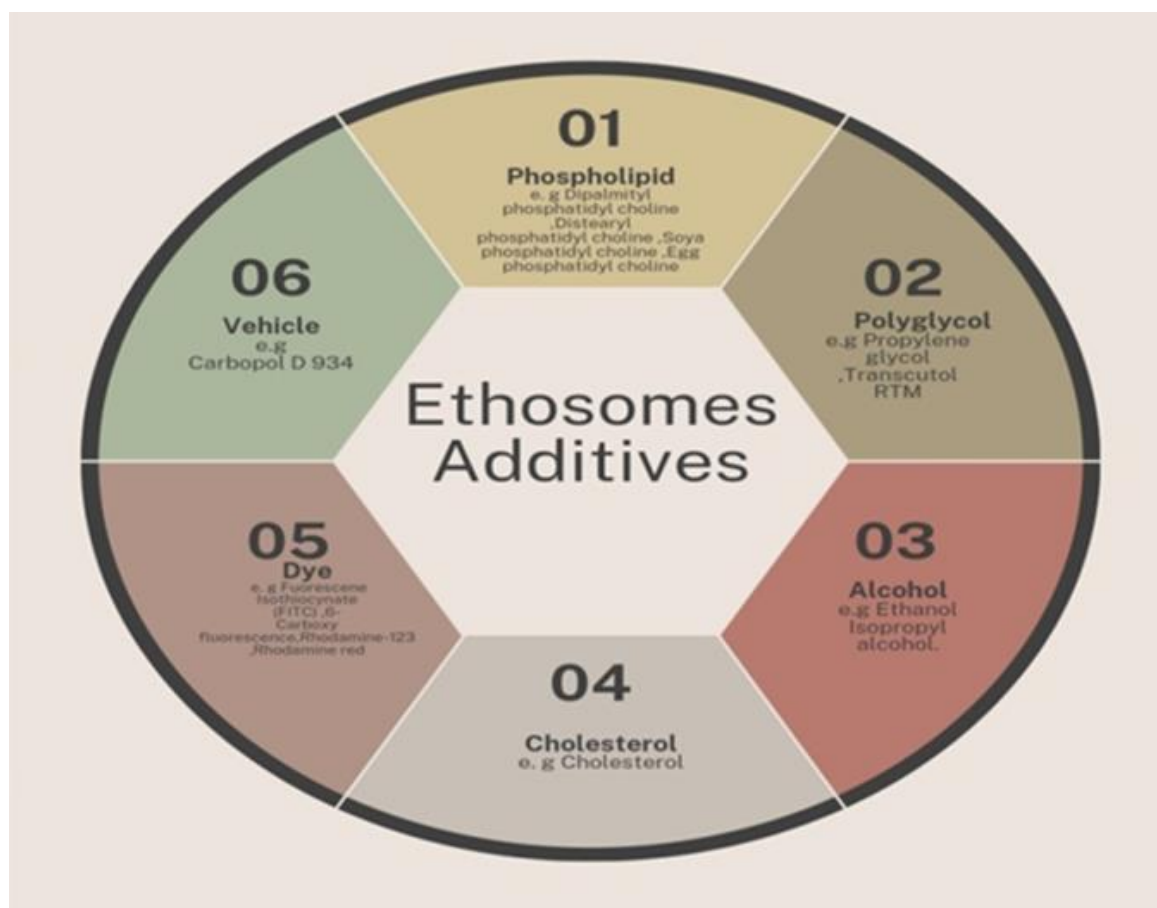 01
Phospholipid
e. g Dipalmityl
phosphatidyl choline
,Distearyl
phosphatidyl choline ,Soya
phosphatidyl choline ,Egg
phosphatidyl choline
02
Polyglycol
e.g Propylene
glycol
,Transcutol
RTM
03
Alcohol
e.g Ethanol
Isopropyl
alcohol.
04
Cholesterol
e. g Cholesterol
05
Dye
e. g Fuorescene
Isothiocynate
(FITC) ,6-
Carboxy
fluorescence,Rhodamine-123
,Rhodamine red
06
Vehicle
e.g
Carbopol D 934
Ethosomes
Additives